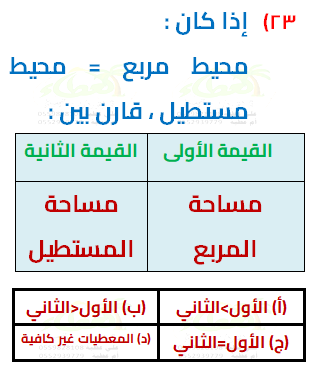 ٢٣) إذا كان :
محيط مربع = محيط
مستطيل ، قارن بين :
القيمة الأولى القيمة الثانية
مساحة المربع
مساحة المستطيل
(أ) الأول>الثاني (ب) الأول<الثاني
(ج) الأول=الثاني (د) المعطيات غير كافية